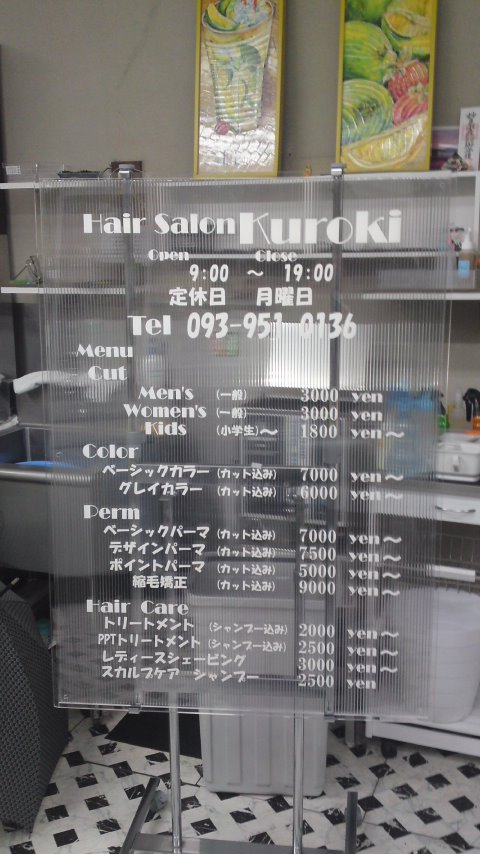 Hair Salon Kuroki
Open Close
9:00 ～ 19:00
定休日 月曜日
Tel 093-951 0136
Menu
Cut
Men's (一般) 3000 yen
Women's (一般) 3000 yen
Kids (小学生)～ 1800 yen～
Color
ベーシックカラー (カット込み) 7000 yen～
グレイカラー (カット込み) 6000 yen～
Perm
ベーシックパーマ (カット込み) 7000 yen～
デザインパーマ (カット込み) 7500 yen～
ポイントパーマ (カット込み) 5000 yen～
縮毛矯正 (カット込み) 9000 yen～
Hair Care
トリートメント (シャンプー込み) 2000 yen～
PPTトリートメント (シャンプー込み) 2500 yen～
レディースシェービング 3000 yen～
スカルプケア シャンプー 2500 yen